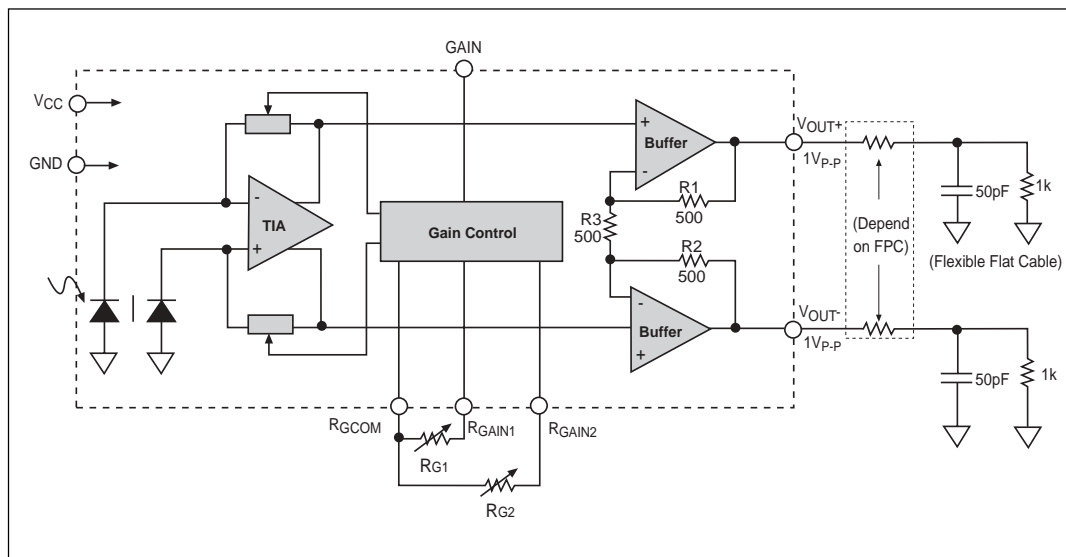 GAIN
VCC
GND
TIA
Gain Control
+
Buffer
-
R1
500
R3
500
R2
500
-
Buffer
+
-
+
VOUT+
1VP-P
VOUT-
1VP-P
(Depend
on FPC)
50pF
1k
(Flexible Flat Cable)
50pF
1k
RGCOM
RGAIN1
RGAIN2
RG1
RG2